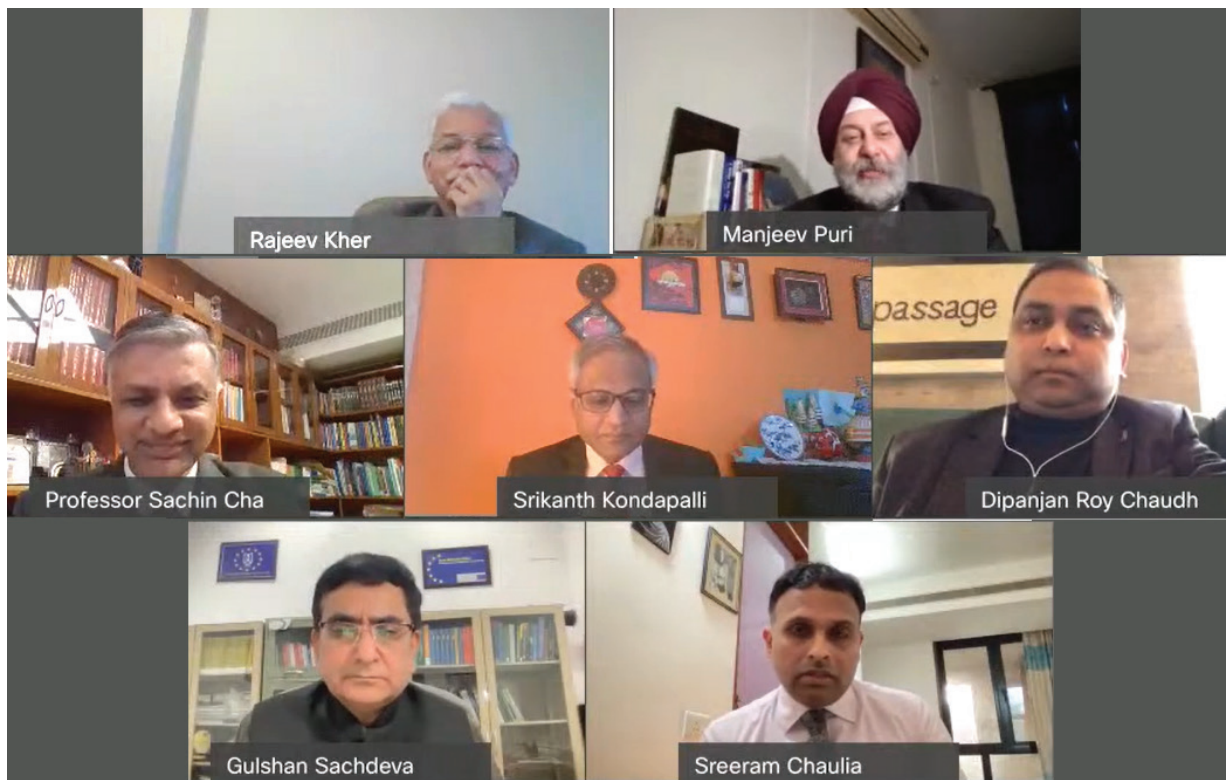 Rajeev Kher
Manjeev Puri
passage
Professor Sachin Cha
Srikanth Kondapalli
Dipanjan Roy Chaudh
Gulshan Sachdeva
Sreeram Chaulia